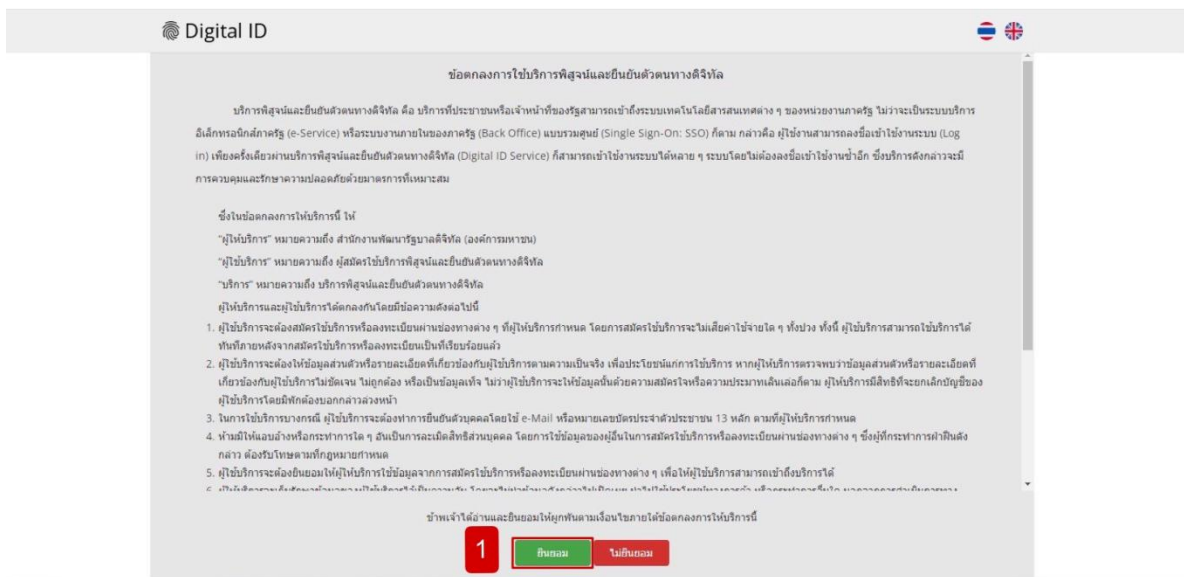 Digital ID
ข้อตกลงการใช้บริการพิสูจน์และยืนยันตัวตนทางดิจิทัล
บริการพิสูจน์และยืนยันตัวตนทางดิจิทัล คือ บริการที่ประชาชนหรือเจ้าหน้าที่ของรัฐสามารถเข้าถึงระบบเทคโนโลยีสารสนเทศต่าง ๆ ของหน่วยงานภาครัฐ ไม่ว่าจะเป็นระบบบริการ
อิเล็กทรอนิกส์ภาครัฐ (e-Service) หรือระบบงานภายในของภาครัฐ (Back Office) แบบรวมศูนย์ (Single Sign-On: SSO) ก็ตาม กล่าวคือ ผู้ใช้งานสามารถลงชื่อเข้าใช้งานระบบ (Log
in) เพียงครั้งเดียวผ่านบริการพิสูจน์และยืนยันตัวตนทางดิจิทัล (Digital ID Service) ก็สามารถเข้าใช้งานระบบได้หลาย ๆ ระบบโดยไม่ต้องลงชื่อเข้าใช้งานซ้ำอีก ซึ่งบริการดังกล่าวจะมี
การควบคุมและรักษาความปลอดภัยด้วยมาตรการที่เหมาะสม
ซึ่งในข้อตกลงการให้บริการนี้ ให้
"ผู้ให้บริการ" หมายความถึง สำนักงานพัฒนารัฐบาลดิจิทัล (องค์การมหาชน)
"ผู้ใช้บริการ" หมายความถึง ผู้สมัครใช้บริการพิสูจน์และยืนยันตัวตนทางดิจิทัล
"บริการ" หมายความถึง บริการพิสูจน์และยืนยันตัวตนทางดิจิทัล
ผู้ให้บริการและผู้ใช้บริการได้ตกลงกันโดยมีข้อความดังต่อไปนี้
1. ผู้ใช้บริการจะต้องสมัครใช้บริการหรือลงทะเบียนผ่านช่องทางต่าง ๆ ที่ผู้ให้บริการกำหนด โดยการสมัครใช้บริการจะไม่เสียค่าใช้จ่ายใด ๆ ทั้งปวง ทั้งนี้ ผู้ใช้บริการสามารถใช้บริการได้
ทันทีภายหลังจากสมัครใช้บริการหรือลงทะเบียนเป็นที่เรียบร้อยแล้ว
2. ผู้ใช้บริการจะต้องให้ข้อมูลส่วนตัวหรือรายละเอียดที่เกี่ยวข้องกับผู้ใช้บริการตามความเป็นจริง เพื่อประโยชน์แก่การใช้บริการ หากผู้ให้บริการตรวจพบว่าข้อมูลส่วนตัวหรือรายละเอียดที่
เกี่ยวข้องกับผู้ใช้บริการไม่ชัดเจน ไม่ถูกต้อง หรือเป็นข้อมูลเท็จ ไม่ว่าผู้ใช้บริการจะให้ข้อมูลนั้นด้วยความสมัครใจหรือความประมาทเลินเล่อก็ตาม ผู้ให้บริการมีสิทธิที่จะยกเลิกบัญชีของ
ผู้ใช้บริการโดยมิพักต้องบอกกล่าวล่วงหน้า
3. ในการใช้บริการบางกรณี ผู้ใช้บริการจะต้องทำการยืนยันตัวบุคคลโดยใช้ e-Mail หรือหมายเลขบัตรประจำตัวประชาชน 13 หลัก ตามที่ผู้ให้บริการกำหนด
4. ห้ามมิให้แอบอ้างหรือกระทำการใด ๆ อันเป็นการละเมิดสิทธิส่วนบุคคล โดยการใช้ข้อมูลของผู้อื่นในการสมัครใช้บริการหรือลงทะเบียนผ่านช่องทางต่าง ๆ ซึ่งผู้ที่กระทำการฝ่าฝืนดัง
กล่าว ต้องรับโทษตามที่กฎหมายกำหนด
5. ผู้ใช้บริการจะต้องยินยอมให้ผู้ให้บริการใช้ข้อมูลจากการสมัครใช้บริการหรือลงทะเบียนผ่านช่องทางต่าง ๆ เพื่อให้ผู้ใช้บริการสามารถเข้าถึงบริการได้
ข้าพเจ้าได้อ่านและยินยอมให้ผูกพันตามเงื่อนไขภายใต้ข้อตกลงการให้บริการนี้
1 ยินยอม ไม่ยินยอม